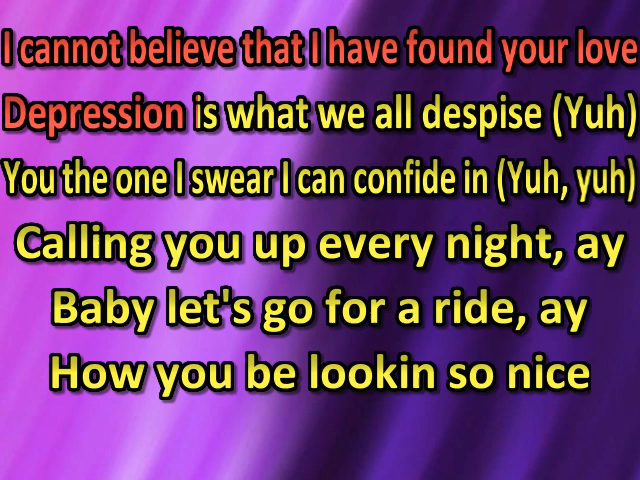 I cannot believe that I have found your love
Depression is what we all despise (Yuh)
You the one I swear I can confide in (Yuh, yuh)
Calling you up every night, ay
Baby let's go for a ride, ay
How you be lookin so nice